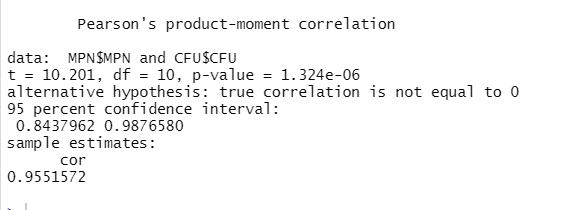 Pearson's product-moment correlation
data:  MPN$MPN and CFU$CFU
t = 10.201, df = 10, p-value = 1.324e-06
alternative hypothesis: true correlation is not equal to 0
95 percent confidence interval:
 0.8437962 0.9876580
sample estimates:
      cor
0.9551572